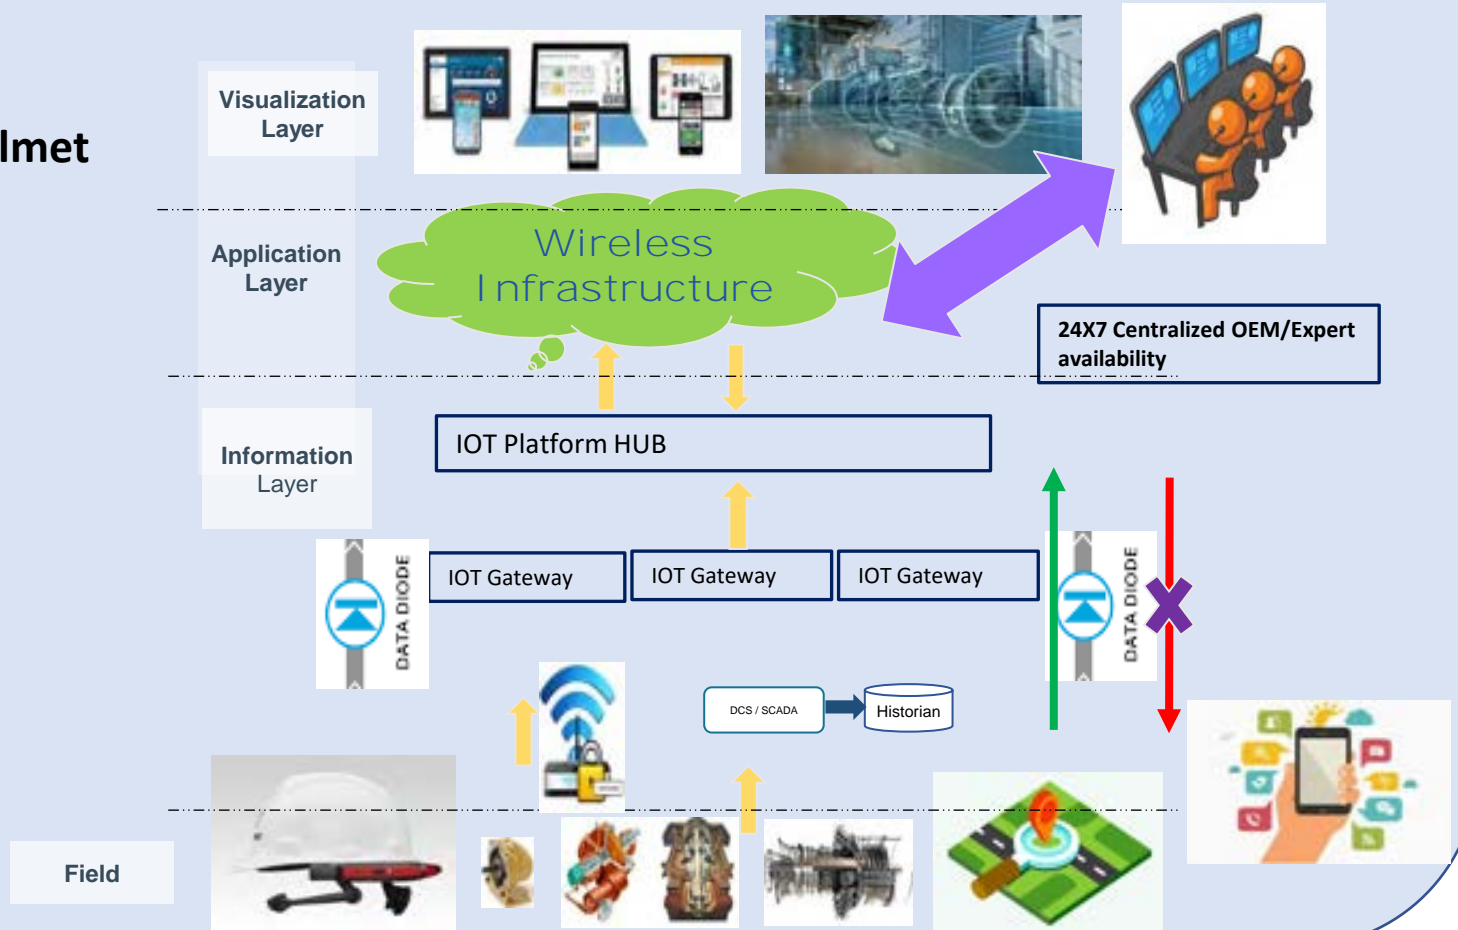 Visualization
Layer
lmet
Wireless
Infrastructure
Application
Layer
24X7 Centralized OEM/Expert
availability
IOT Platform HUB
Information
Layer
DATA DIODE
IOT Gateway
IOT Gateway
IOT Gateway
DATA DIODE
DCS / SCADA
Historian
Field